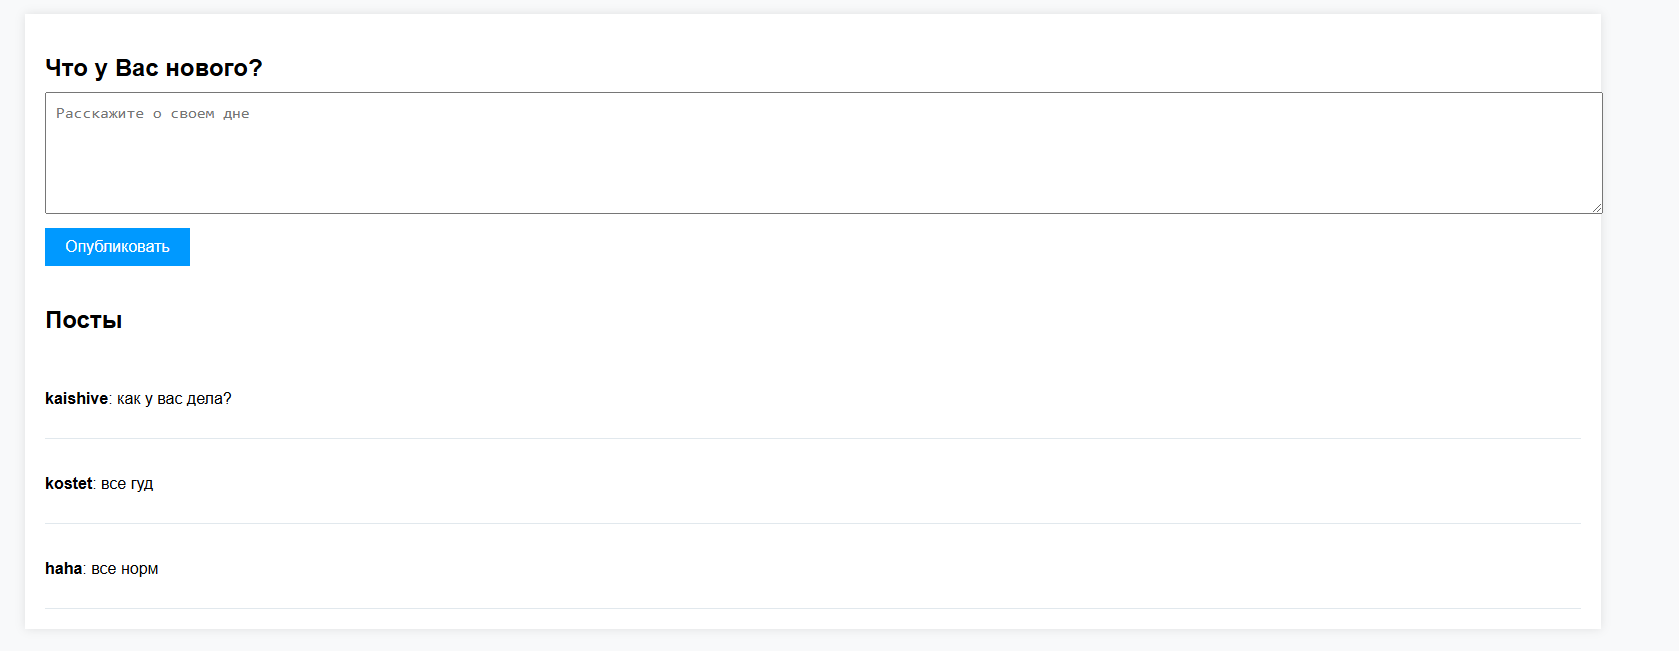 Что у Вас нового?
Расскажите о своем дне
Опубликовать
Посты
kaishive: как у вас дела?
kostet: все гуд
haha: все норм